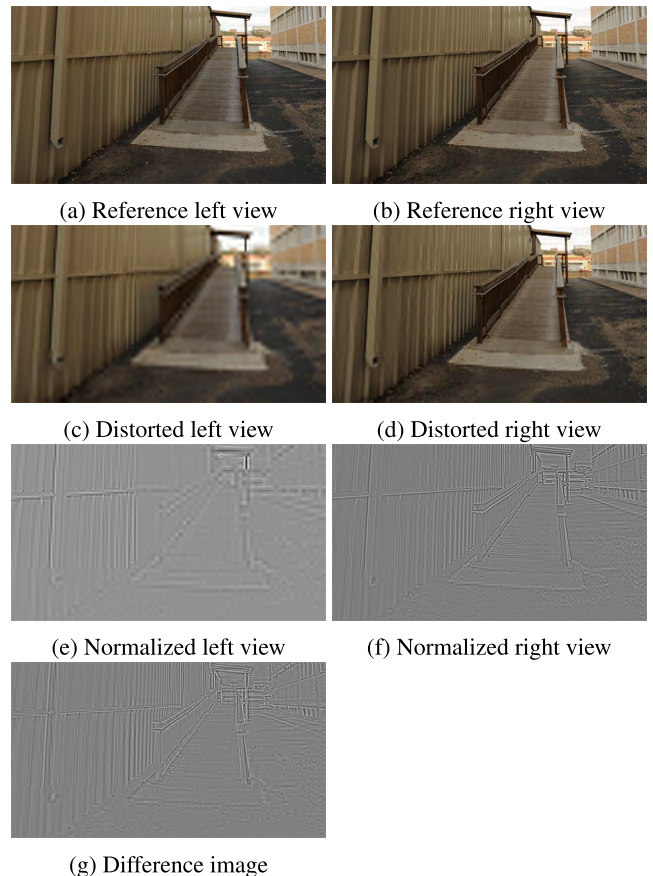 (a) Reference left view
(b) Reference right view
(c) Distorted left view
(d) Distorted right view
(e) Normalized left view
(f) Normalized right view
(g) Difference image